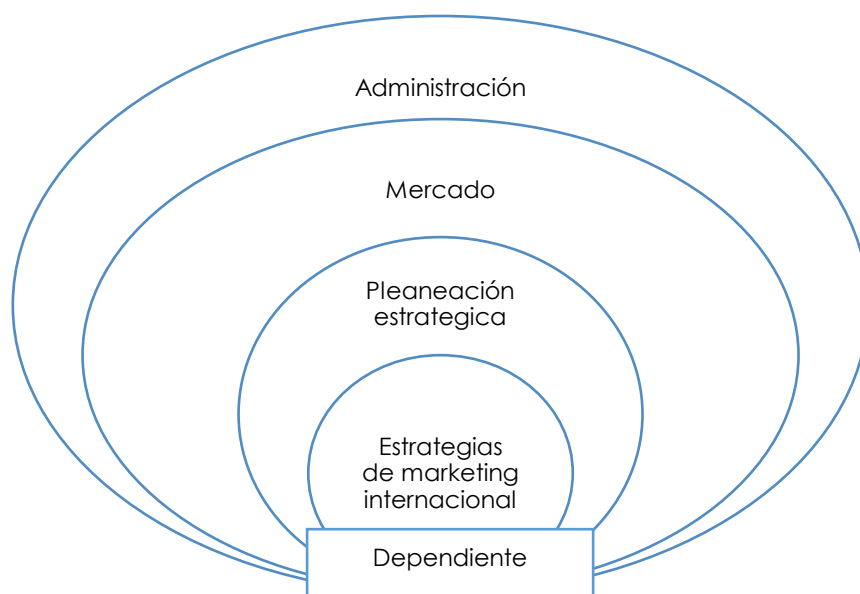 Administración
Mercado
Pleaneación
estrategica
Estrategias
de marketing
internacional
Dependiente